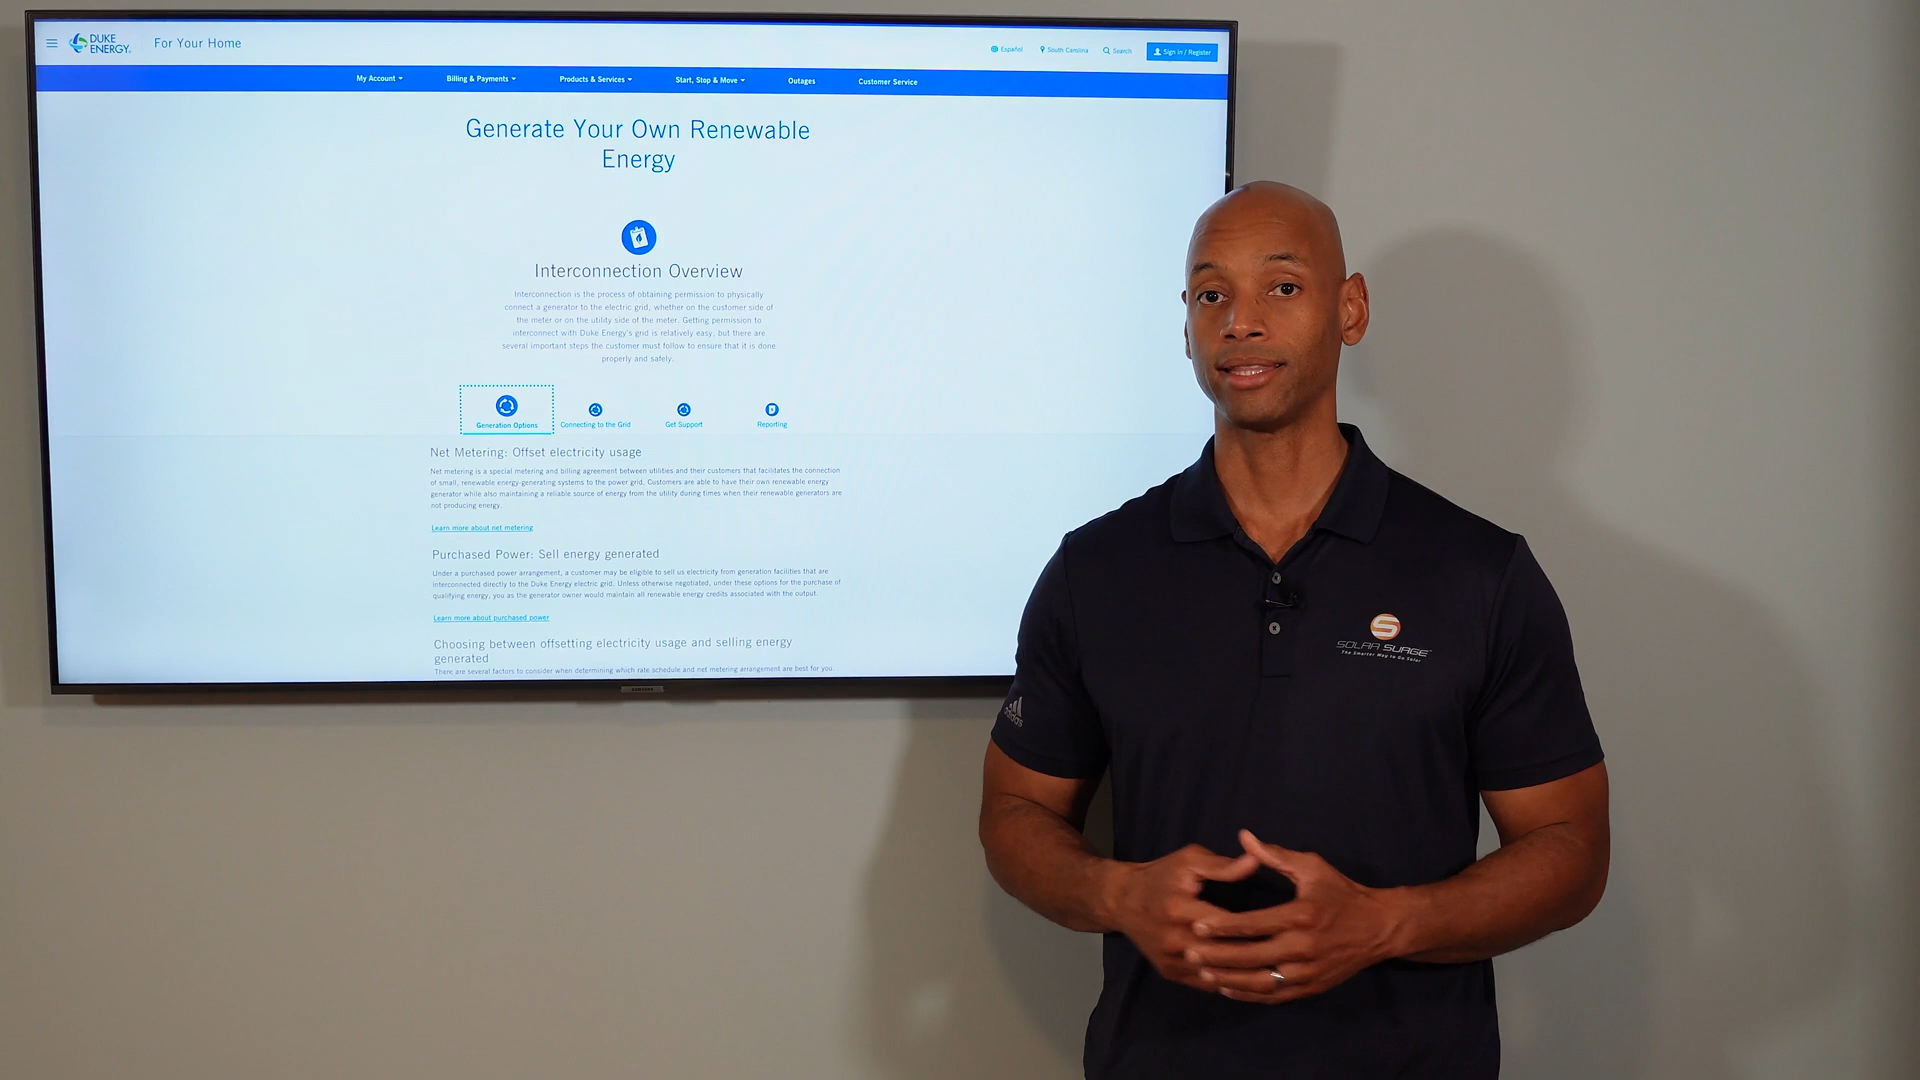 DUKE
ENERGY®
For Your Home
Español
South Carolina
Search
Sign in / Register
My Account
Billing & Payments
Products & Services
Start, Stop & Move
Outages
Customer Service
Generate Your Own Renewable
Energy
Interconnection Overview
Interconnection is the process of obtaining permission to physically
connect a generator to the electric grid, whether on the customer side of
the meter or on the utility side of the meter. Getting permission to
interconnect with Duke Energy's grid is relatively easy, but there are
several important steps the customer must follow to ensure that it is done
properly and safely.
Generation Options
Connecting to the Grid
Get Support
Reporting
Net Metering: Offset electricity usage
Net metering is a special metering and billing agreement between utilities and their customers that facilitates the connection
of small, renewable energy-generating systems to the power grid. Customers are able to have their own renewable energy
generator while also maintaining a reliable source of energy from the utility during times when their renewable generators are
not producing energy.
Learn more about net metering
Purchased Power: Sell energy generated
Under a purchased power arrangement, a customer may be eligible to sell us electricity from generation facilities that are
interconnected directly to the Duke Energy electric grid. Unless otherwise negotiated, under these options for the purchase of
qualifying energy, you as the generator owner would maintain all renewable energy credits associated with the output.
Learn more about purchased power
Choosing between offsetting electricity usage and selling energy
generated
There are several factors to consider when determining which rate schedule and net metering arrangement are best for you
SAMSUNG
SOLAR SURGE
The Smarter Way to Go Solar
adidas